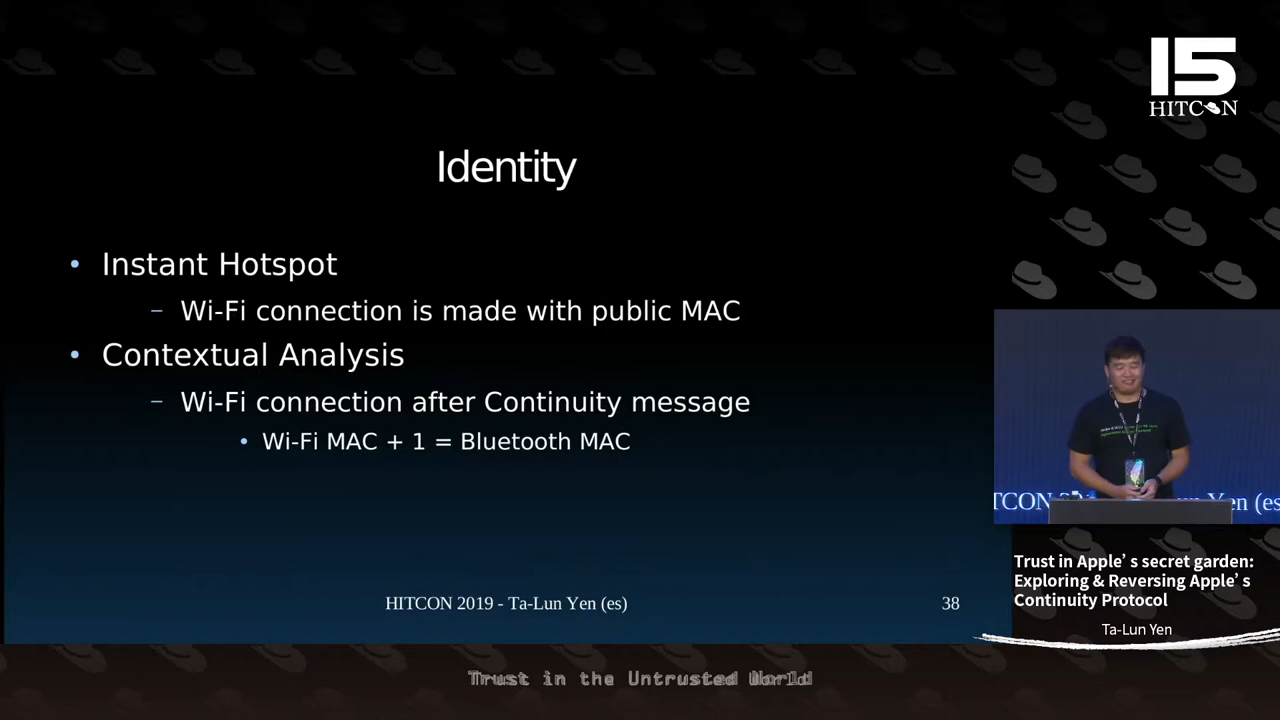 15
HITCON
Identity
• Instant Hotspot
– Wi-Fi connection is made with public MAC
• Contextual Analysis
– Wi-Fi connection after Continuity message
• Wi-Fi MAC + 1 = Bluetooth MAC
HITCON 2019 - Ta-Lun Yen (es)
38
Trust in Apple's secret garden:
Exploring & Reversing Apple's
Continuity Protocol
Ta-Lun Yen
Trust in the Untrusted World